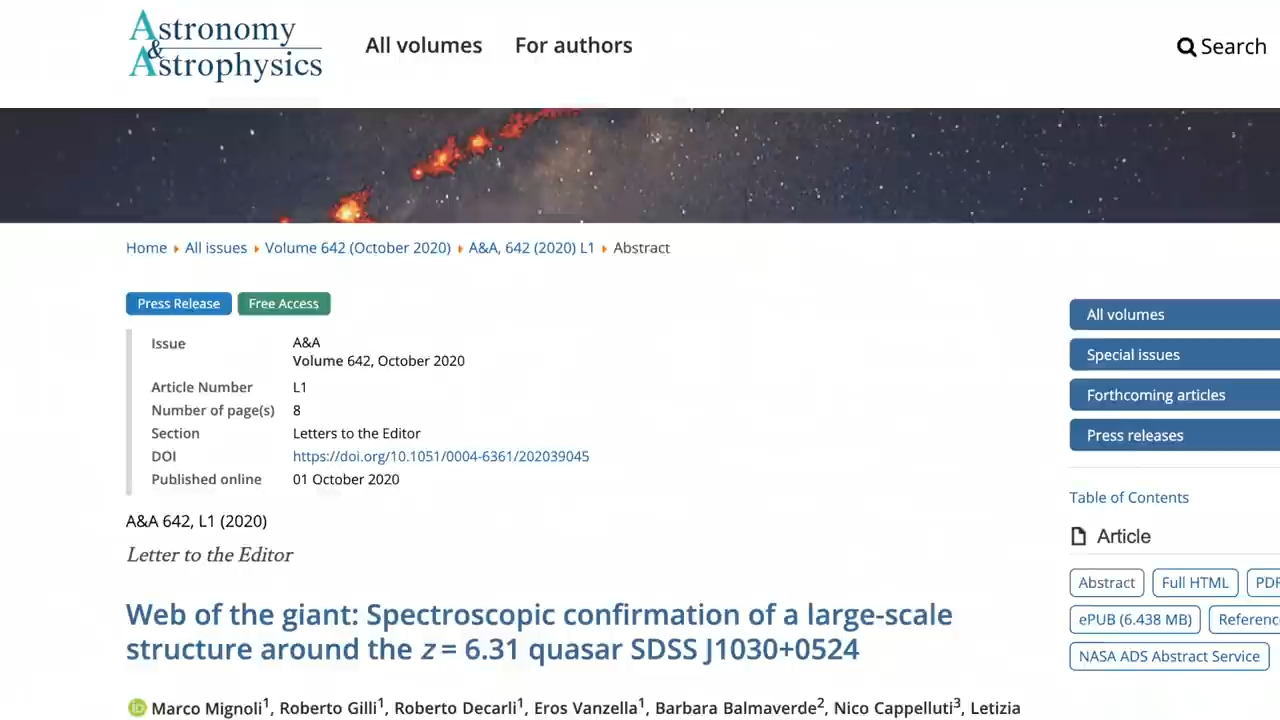 Astronomy
&
Astrophysics
All volumes
For authors
Search
Home
All issues
Volume 642 (October 2020)
A&A, 642 (2020) L1
Abstract
Press Release
Free Access
Issue
A&A
Volume 642, October 2020
Article Number
L1
Number of page(s)
8
Section
Letters to the Editor
DOI
https://doi.org/10.1051/0004-6361/202039045
Published online
01 October 2020
A&A 642, L1 (2020)
Letter to the Editor
Web of the giant: Spectroscopic confirmation of a large-scale
structure around the z = 6.31 quasar SDSS J1030+0524
iD Marco Mignoli1, Roberto Gilli1, Roberto Decarli1, Eros Vanzella1, Barbara Balmaverde2, Nico Cappelluti3, Letizia
All volumes
Special issues
Forthcoming articles
Press releases
Table of Contents
Article
Abstract
Full HTML
PDF
ePUB (6.438 MB)
Referenc
NASA ADS Abstract Service